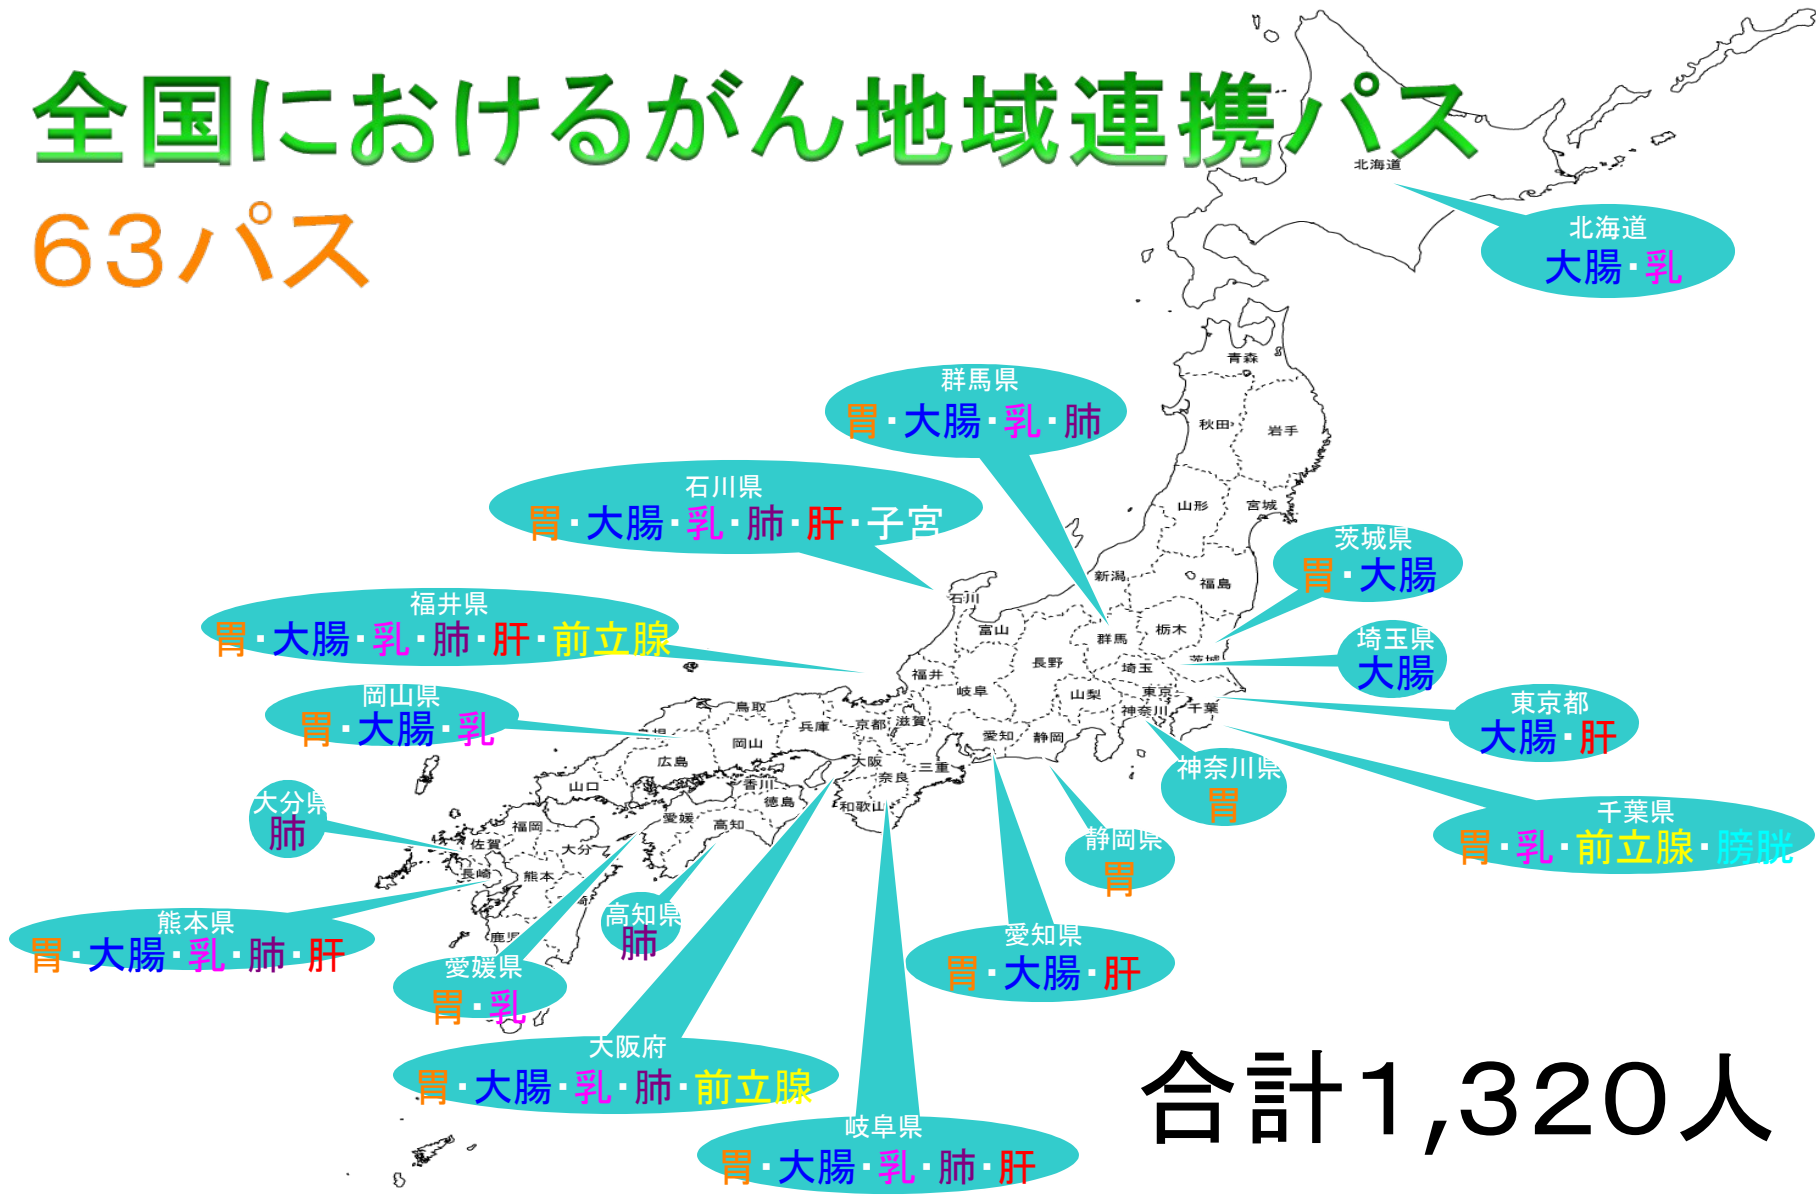 全国におけるがん地域連携パス
６３パス
北海道
北海道
大腸・乳
青森
群馬県
胃・大腸・乳・肺
秋田
岩手
石川県
胃・大腸・乳・肺・肝・子宮
山形
宮城
茨城県
胃・大腸
新潟
福島
石川
福井県
胃・大腸・乳・肺・肝・前立腺
富山
群馬
栃木
埼玉県
大腸
長野
埼玉
茨城
福井
岐阜
山梨
東京
岡山県
胃・大腸・乳
鳥取
兵庫
京都
滋賀
神奈川
千葉
東京都
大腸・肝
岡山
愛知
静岡
広島
大阪
奈良
三重
神奈川県
胃
山口
香川
徳島
和歌山
大分県
肺
福岡
愛媛
高知
千葉県
胃・乳・前立腺・膀胱
佐賀
大分
静岡県
胃
長崎
熊本
崎
熊本県
胃・大腸・乳・肺・肝
高知県
肺
鹿児
愛知県
胃・大腸・肝
愛媛県
胃・乳
大阪府
胃・大腸・乳・肺・前立腺
岐阜県
胃・大腸・乳・肺・肝
合計１,３２０人